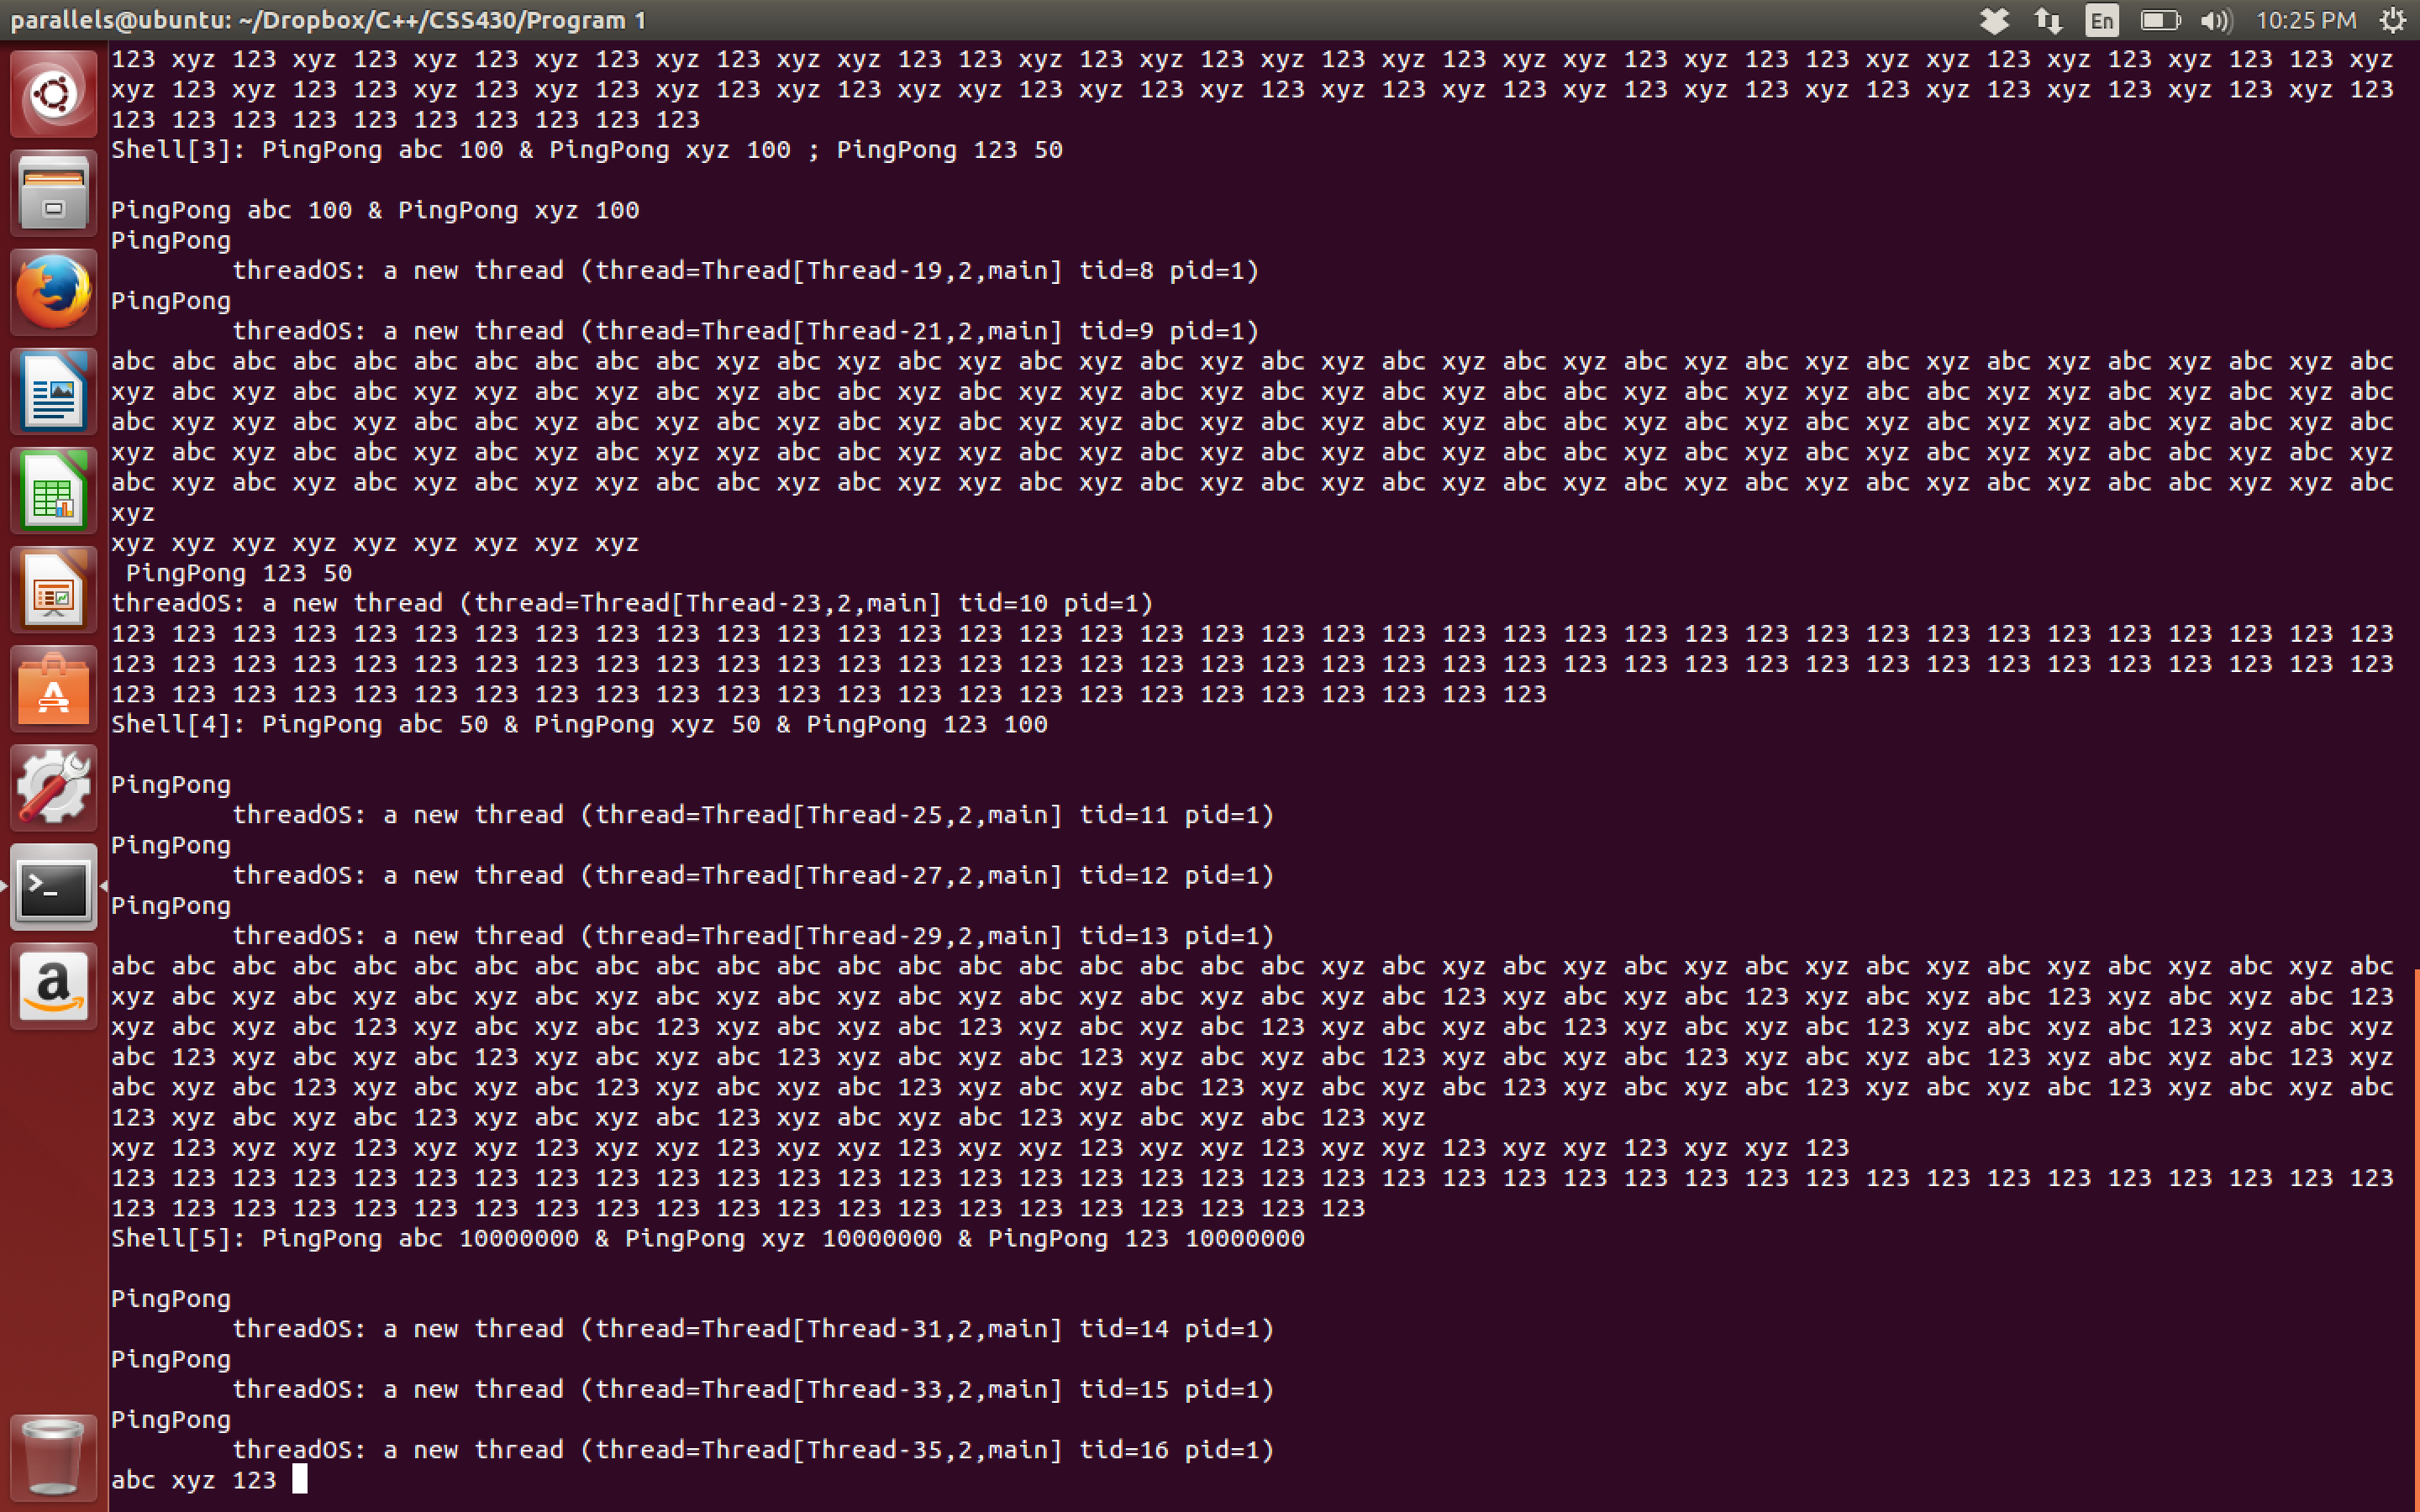 parallels@ubuntu: ~/Dropbox/C++/CSS430/Program 1
En
10:25 PM
123 xyz 123 xyz 123 xyz 123 xyz 123 xyz 123 xyz xyz 123 123 xyz 123 xyz 123 xyz 123 xyz 123 xyz 123 xyz xyz 123 xyz 123 123 xyz xyz 123 xyz 123 xyz 123 123 xyz
xyz 123 xyz 123 123 xyz 123 xyz 123 xyz 123 xyz 123 xyz xyz 123 xyz 123 xyz 123 xyz 123 xyz 123 xyz 123 xyz 123 xyz 123 xyz 123 xyz 123 xyz 123 xyz 123
123 123 123 123 123 123 123 123 123 123
Shell[3]: PingPong abc 100 & PingPong xyz 100 ; PingPong 123 50
PingPong abc 100 & PingPong xyz 100
PingPong
threadOS: a new thread (thread=Thread[Thread-19,2,main] tid=8 pid=1)
PingPong
threadOS: a new thread (thread=Thread[Thread-21,2,main] tid=9 pid=1)
abc abc abc abc abc abc abc abc abc abc xyz abc xyz abc xyz abc xyz abc xyz abc xyz abc xyz abc xyz abc xyz abc xyz abc xyz abc xyz abc xyz abc xyz abc xyz abc
xyz abc xyz abc abc xyz xyz abc xyz abc xyz abc abc xyz abc xyz xyz abc xyz abc xyz abc xyz abc abc xyz abc xyz xyz abc xyz abc xyz abc xyz abc xyz abc
abc xyz xyz abc xyz abc abc xyz abc xyz abc xyz abc xyz abc xyz xyz abc xyz abc xyz abc xyz abc abc xyz abc xyz xyz abc xyz abc xyz abc xyz abc xyz abc
xyz abc xyz abc abc xyz abc xyz abc xyz xyz abc abc xyz xyz abc xyz abc xyz abc xyz abc xyz abc abc xyz abc xyz xyz abc xyz abc xyz abc abc xyz abc xyz
abc xyz abc xyz abc xyz abc xyz xyz abc abc xyz abc xyz xyz abc xyz abc xyz abc xyz abc xyz abc xyz abc xyz abc xyz abc xyz abc xyz abc abc xyz xyz abc
xyz
xyz xyz xyz xyz xyz xyz xyz xyz xyz
PingPong 123 50
threadOS: a new thread (thread=Thread[Thread-23,2,main] tid=10 pid=1)
123 123 123 123 123 123 123 123 123 123 123 123 123 123 123 123 123 123 123 123 123 123 123 123 123 123 123 123 123 123 123 123 123 123 123 123 123 123
123 123 123 123 123 123 123 123 123 123 123 123 123 123 123 123 123 123 123 123 123 123 123 123 123 123 123 123 123 123 123 123 123 123 123 123 123 123
123 123 123 123 123 123 123 123 123 123 123 123 123 123 123 123 123 123 123 123 123 123 123 123
Shell[4]: PingPong abc 50 & PingPong xyz 50 & PingPong 123 100
PingPong
threadOS: a new thread (thread=Thread[Thread-25,2,main] tid=11 pid=1)
PingPong
threadOS: a new thread (thread=Thread[Thread-27,2,main] tid=12 pid=1)
PingPong
threadOS: a new thread (thread=Thread[Thread-29,2,main] tid=13 pid=1)
abc abc abc abc abc abc abc abc abc abc abc abc abc abc abc abc abc abc abc abc xyz abc xyz abc xyz abc xyz abc xyz abc xyz abc xyz abc xyz abc xyz abc
xyz abc xyz abc xyz abc xyz abc xyz abc xyz abc xyz abc xyz abc xyz abc xyz abc xyz abc 123 xyz abc xyz abc 123 xyz abc xyz abc 123 xyz abc xyz abc 123
xyz abc xyz abc 123 xyz abc xyz abc 123 xyz abc xyz abc 123 xyz abc xyz abc 123 xyz abc xyz abc 123 xyz abc xyz abc 123 xyz abc xyz abc 123 xyz abc xyz
abc 123 xyz abc xyz abc 123 xyz abc xyz abc 123 xyz abc xyz abc 123 xyz abc xyz abc 123 xyz abc xyz abc 123 xyz abc xyz abc 123 xyz abc xyz abc 123 xyz
abc xyz abc 123 xyz abc xyz abc 123 xyz abc xyz abc 123 xyz abc xyz abc 123 xyz abc xyz abc 123 xyz abc xyz abc 123 xyz abc xyz abc 123 xyz abc xyz abc
123 xyz abc xyz abc 123 xyz abc xyz abc 123 xyz abc xyz abc 123 xyz abc xyz abc 123 xyz
xyz 123 xyz xyz 123 xyz xyz 123 xyz xyz 123 xyz xyz 123 xyz xyz 123 xyz xyz 123 xyz xyz 123 xyz xyz 123 xyz xyz 123
123 123 123 123 123 123 123 123 123 123 123 123 123 123 123 123 123 123 123 123 123 123 123 123 123 123 123 123 123 123 123 123 123 123 123 123 123 123
123 123 123 123 123 123 123 123 123 123 123 123 123 123 123 123 123 123 123 123 123
Shell[5]: PingPong abc 10000000 & PingPong xyz 10000000 & PingPong 123 10000000
PingPong
threadOS: a new thread (thread=Thread[Thread-31,2,main] tid=14 pid=1)
PingPong
threadOS: a new thread (thread=Thread[Thread-33,2,main] tid=15 pid=1)
PingPong
threadOS: a new thread (thread=Thread[Thread-35,2,main] tid=16 pid=1)
abc xyz 123